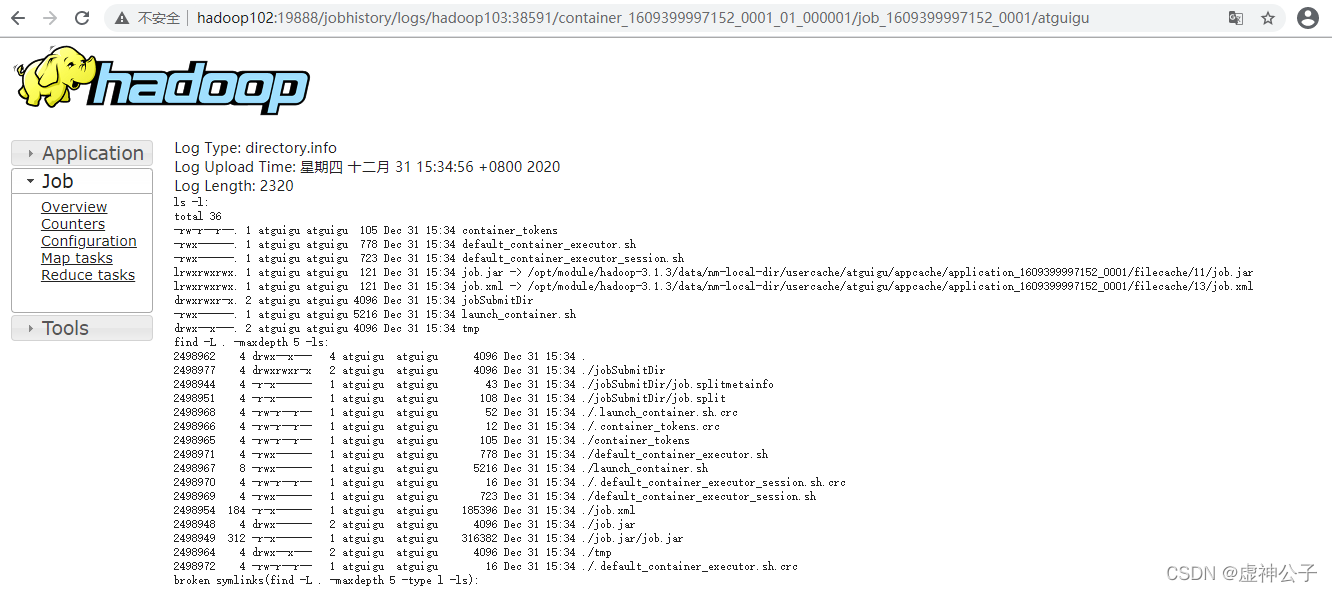 不安全 | hadoop102:19888/jobhistory/logs/hadoop103:38591/container_1609399997152_0001_01_000001/job_1609399997152_0001/atguigu
hadoop
Application
Job
Overview
Counters
Configuration
Map tasks
Reduce tasks
Tools
Log Type: directory.info
Log Upload Time: 星期四 十二月 31 15:34:56 +0800 2020
Log Length: 2320
ls -l:
total 36
-rw-r--r--. 1 atguigu atguigu  105 Dec 31 15:34 container_tokens
-rwx------. 1 atguigu atguigu  778 Dec 31 15:34 default_container_executor.sh
-rwx------. 1 atguigu atguigu  723 Dec 31 15:34 default_container_executor_session.sh
lrwxrwxrwx. 1 atguigu atguigu  121 Dec 31 15:34 job.jar -> /opt/module/hadoop-3.1.3/data/nm-local-dir/usercache/atguigu/appcache/application_1609399997152_0001/filecache/11/job.jar
lrwxrwxrwx. 1 atguigu atguigu  121 Dec 31 15:34 job.xml -> /opt/module/hadoop-3.1.3/data/nm-local-dir/usercache/atguigu/appcache/application_1609399997152_0001/filecache/13/job.xml
drwxrwxr-x. 2 atguigu atguigu 4096 Dec 31 15:34 jobSubmitDir
-rwx------. 1 atguigu atguigu 5216 Dec 31 15:34 launch_container.sh
drwx--x---. 2 atguigu atguigu 4096 Dec 31 15:34 tmp
find -L . -maxdepth 5 -ls:
2498962    4 drwx--x---   4 atguigu  atguigu      4096 Dec 31 15:34 .
2498977    4 drwxrwxr-x   2 atguigu  atguigu      4096 Dec 31 15:34 ./jobSubmitDir
2498944    4 -r-x------   1 atguigu  atguigu        43 Dec 31 15:34 ./jobSubmitDir/job.splitmetainfo
2498951    4 -r-x------   1 atguigu  atguigu       108 Dec 31 15:34 ./jobSubmitDir/job.split
2498968    4 -rw-r--r--   1 atguigu  atguigu        52 Dec 31 15:34 ./.launch_container.sh.crc
2498966    4 -rw-r--r--   1 atguigu  atguigu        12 Dec 31 15:34 ./.container_tokens.crc
2498965    4 -rw-r--r--   1 atguigu  atguigu       105 Dec 31 15:34 ./container_tokens
2498971    4 -rwx------   1 atguigu  atguigu       778 Dec 31 15:34 ./default_container_executor.sh
2498967    8 -rwx------   1 atguigu  atguigu      5216 Dec 31 15:34 ./launch_container.sh
2498970    4 -rw-r--r--   1 atguigu  atguigu        16 Dec 31 15:34 ./.default_container_executor_session.sh.crc
2498969    4 -rwx------   1 atguigu  atguigu       723 Dec 31 15:34 ./default_container_executor_session.sh
2498954  184 -r-x------   1 atguigu  atguigu    185396 Dec 31 15:34 ./job.xml
2498948    4 drwx------   2 atguigu  atguigu      4096 Dec 31 15:34 ./job.jar
2498949  312 -r-x------   1 atguigu  atguigu    316382 Dec 31 15:34 ./job.jar/job.jar
2498964    4 drwx--x---   2 atguigu  atguigu      4096 Dec 31 15:34 ./tmp
2498972    4 -rw-r--r--   1 atguigu  atguigu        16 Dec 31 15:34 ./.default_container_executor.sh.crc
broken symlinks(find -L . -maxdepth 5 -type l -ls):
CSDN @虚神公子